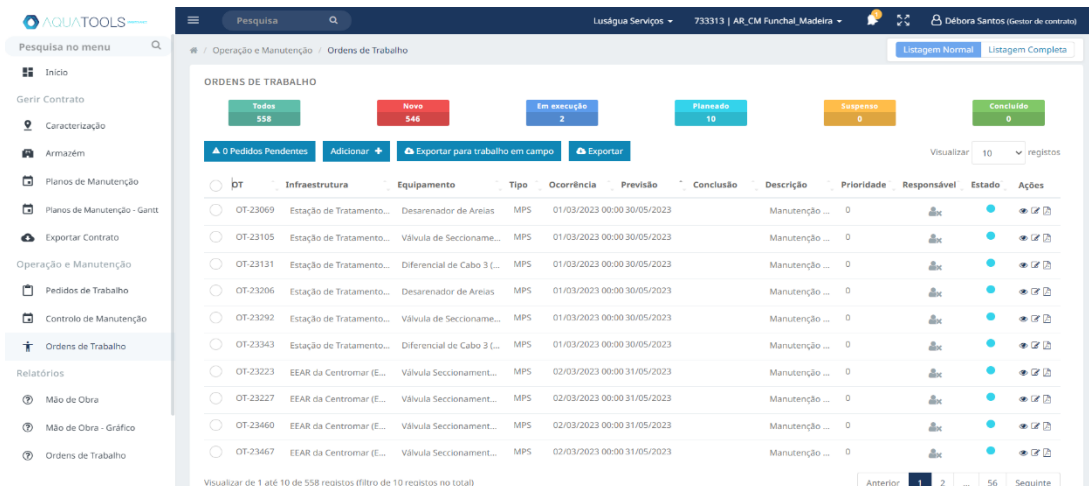 AQUATOOLS
Pesquisa
Luságua Serviços
733313 | AR_CM Funchal_Madeira
1
Débora Santos (Gestor de contrato)
Pesquisa no menu
Início
Gerir Contrato
Caracterização
Armazém
Planos de Manutenção
Planos de Manutenção - Gantt
Exportar Contrato
Operação e Manutenção
Pedidos de Trabalho
Controlo de Manutenção
Ordens de Trabalho
Relatórios
Mão de Obra
Mão de Obra - Gráfico
Ordens de Trabalho
/ Operação e Manutenção / Ordens de Trabalho
Listagem Normal Listagem Completa
ORDENS DE TRABALHO
Todos Novo Em execução Planeado Suspenso Concluído
558 546 2 10 0 0
0 Pedidos Pendentes Adicionar + Exportar para trabalho em campo Exportar Visualizar 10 registos
OT Infraestrutura Equipamento Tipo Ocorrência Previsão Conclusão Descrição Prioridade Responsável Estado Ações
OT-23069 Estação de Tratamento... Desarenador de Areias MPS 01/03/2023 00:00 30/05/2023 Manutenção ... 0
OT-23105 Estação de Tratamento... Válvula de Seccioname... MPS 01/03/2023 00:00 30/05/2023 Manutenção ... 0
OT-23131 Estação de Tratamento... Diferencial de Cabo 3 (... MPS 01/03/2023 00:00 30/05/2023 Manutenção ... 0
OT-23206 Estação de Tratamento... Desarenador de Areias MPS 01/03/2023 00:00 30/05/2023 Manutenção ... 0
OT-23292 Estação de Tratamento... Válvula de Seccioname... MPS 01/03/2023 00:00 30/05/2023 Manutenção ... 0
OT-23343 Estação de Tratamento... Diferencial de Cabo 3 (... MPS 01/03/2023 00:00 30/05/2023 Manutenção ... 0
OT-23223 EEAR da Centromar (E... Válvula Seccionament... MPS 02/03/2023 00:00 31/05/2023 Manutenção ... 0
OT-23227 EEAR da Centromar (E... Válvula Seccionament... MPS 02/03/2023 00:00 31/05/2023 Manutenção ... 0
OT-23460 EEAR da Centromar (E... Válvula Seccionament... MPS 02/03/2023 00:00 31/05/2023 Manutenção ... 0
OT-23467 EEAR da Centromar (E... Válvula Seccionament... MPS 02/03/2023 00:00 31/05/2023 Manutenção ... 0
Visualizar de 1 até 10 de 558 registos (filtro de 10 registos no total) Anterior 1 2 ... 56 Seguinte